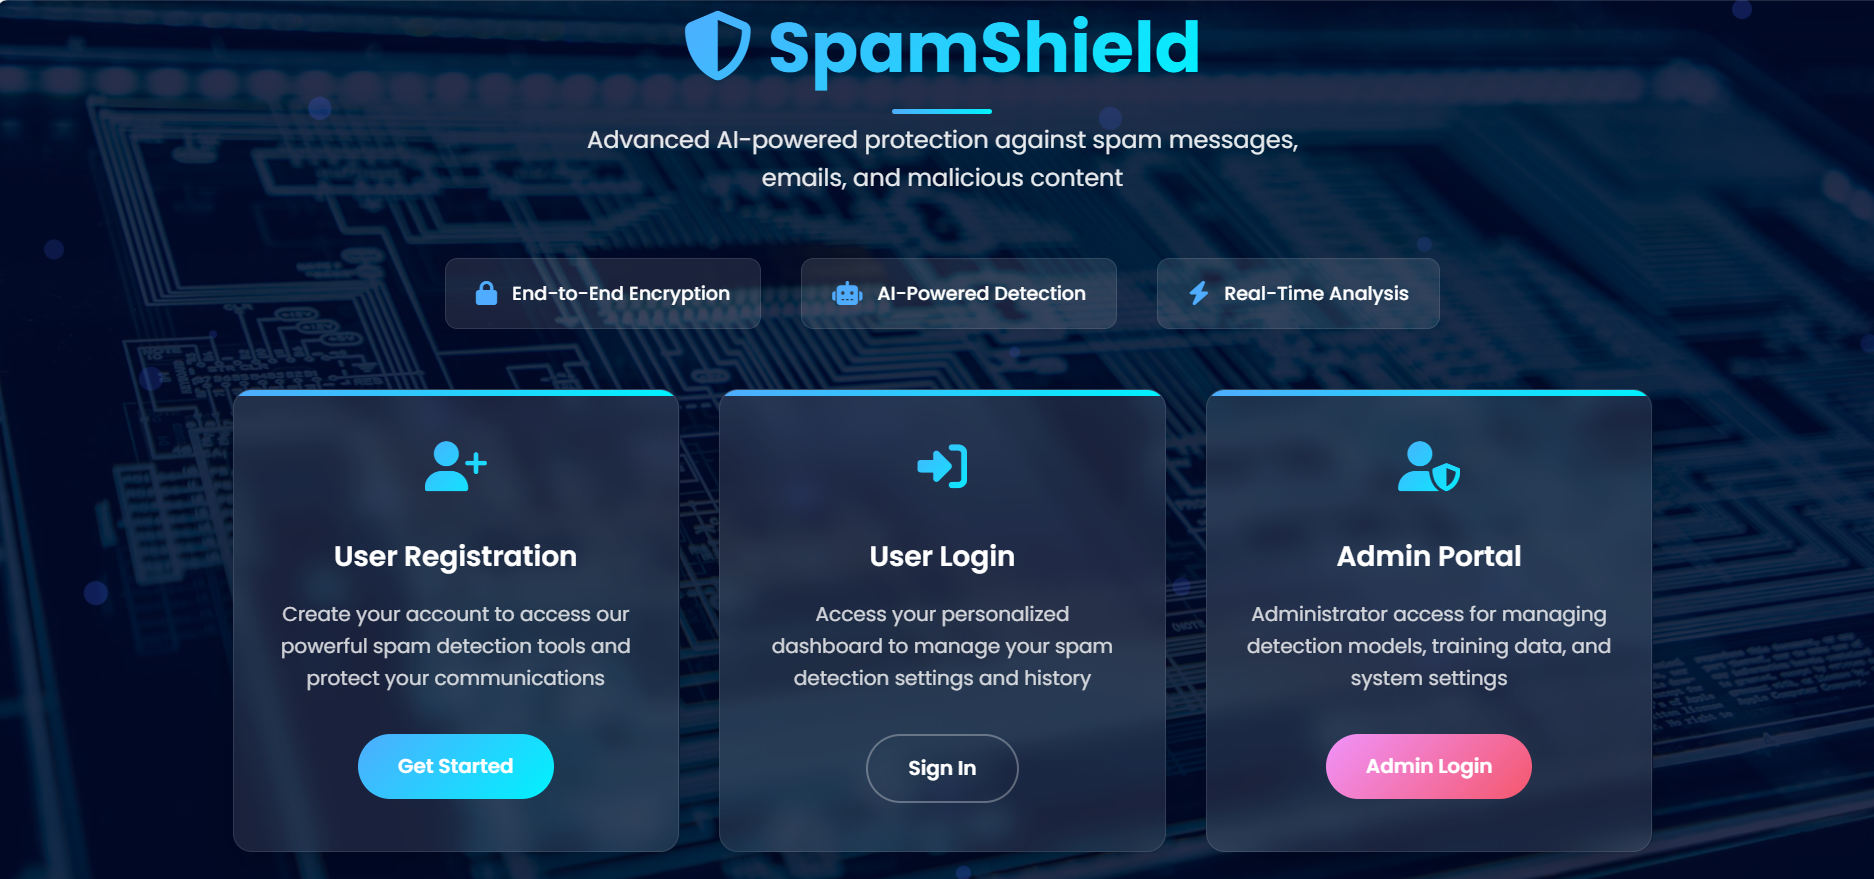 SpamShield
Advanced AI-powered protection against spam messages,
emails, and malicious content
End-to-End Encryption
AI-Powered Detection
Real-Time Analysis
User Registration
Create your account to access our
powerful spam detection tools and
protect your communications
Get Started
User Login
Access your personalized
dashboard to manage your spam
detection settings and history
Sign In
Admin Portal
Administrator access for managing
detection models, training data, and
system settings
Admin Login